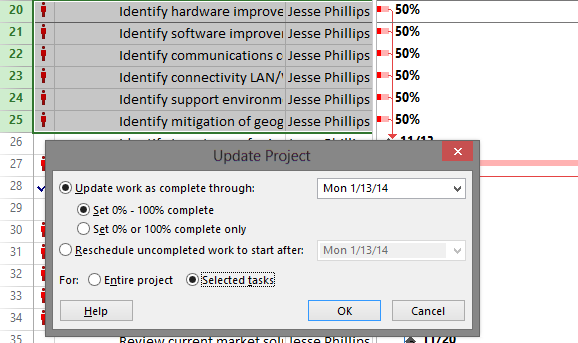 20 Identify hardware improve Jesse Phillips 50%
21 Identify software improver Jesse Phillips 50%
22 Identify communications c Jesse Phillips 50%
23 Identify connectivity LAN/\ Jesse Phillips 50%
24 Identify support environm Jesse Phillips 50%
25 Identify mitigation of geog Jesse Phillips 50%
26
Update Project
27
Update work as complete through: Mon 1/13/14
28
Set 0% - 100% complete
29
Set 0% or 100% complete only
30
Reschedule uncompleted work to start after: Mon 1/13/14
31
For: Entire project Selected tasks
32
33
Help OK Cancel
34
35 Review current market sol Jesse Phillips 11/20